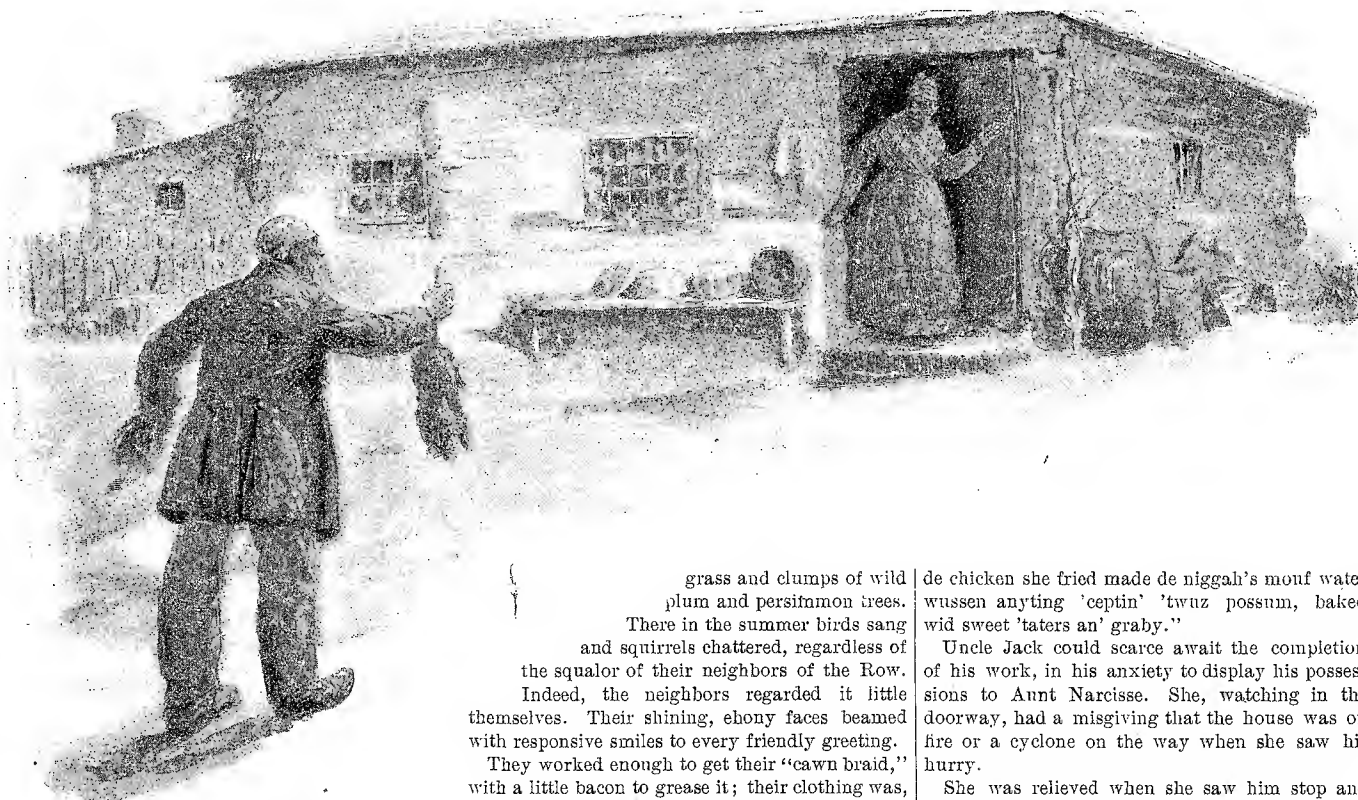 grass and clumps of wild
plum and persimmon trees.
There in the summer birds sang
and squirrels chattered, regardless of
the squalor of their neighbors of the Row.
Indeed, the neighbors regarded it little
themselves. Their shining, ebony faces beamed
with responsive smiles to every friendly greeting.
They worked enough to get their “cawn braid,”
with a little bacon to grease it; their clothing was,
de chicken she fried made de niggah's mouf wate
wussen anyting 'ceptin' 'twuz possum, bake
wid sweet 'taters an' graby.”
Uncle Jack could scarce await the completion
of his work, in his anxiety to display his posses
sions to Aunt Narcisse. She, watching in th
doorway, had a misgiving that the house was o
fire or a cyclone on the way when she saw hi
hurry.
She was relieved when she saw him stop an